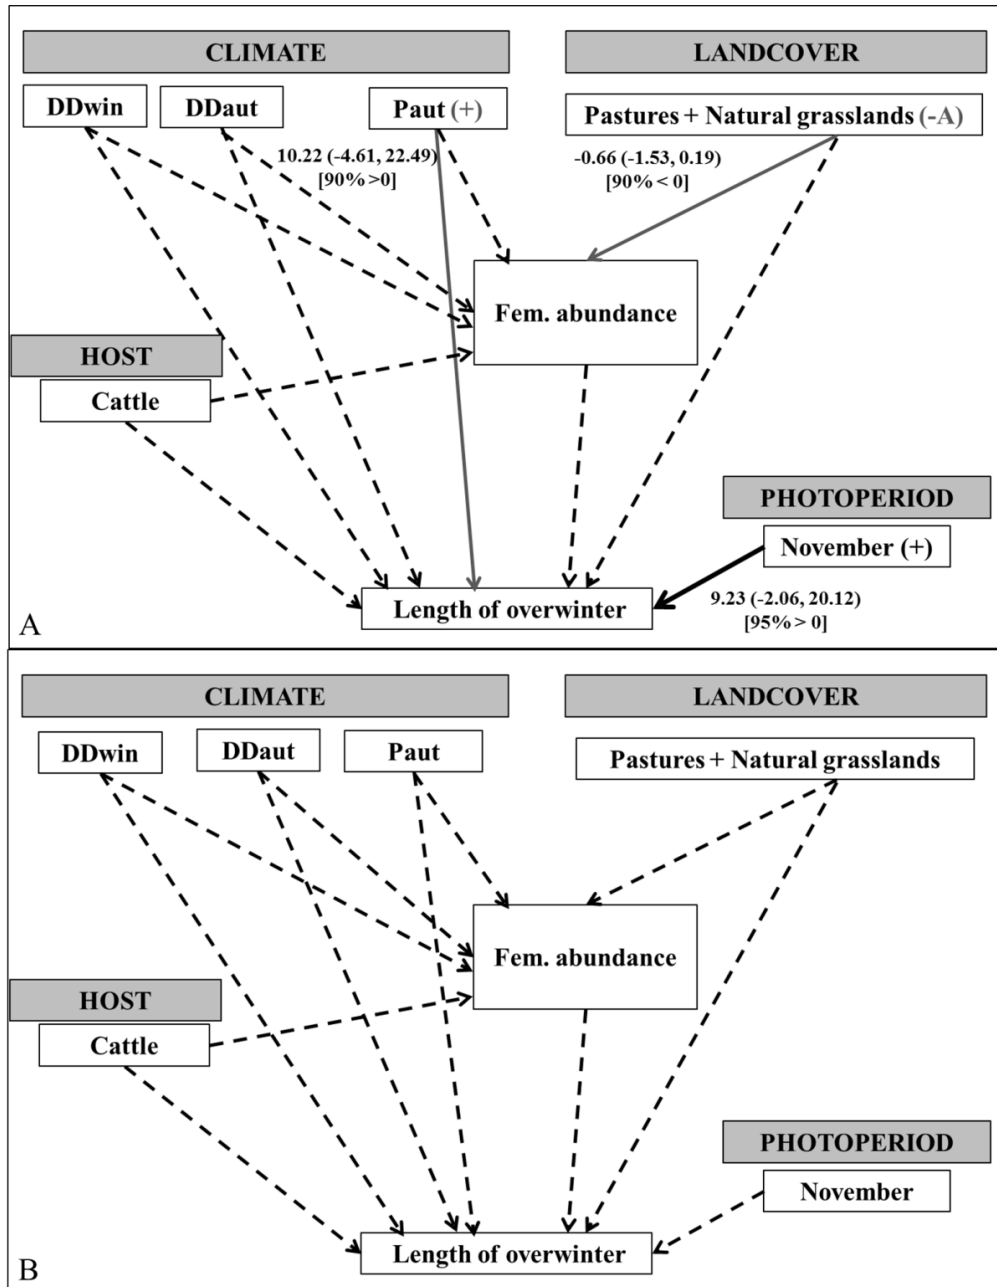 CLIMATE
LANDCOVER
DDwin
DDaut
Paut (+)
Pastures + Natural grasslands (-A)
10.22 (-4.61, 22.49)
[90% >0]
-0.66 (-1.53, 0.19)
[90% < 0]
Fem. abundance
HOST
Cattle
PHOTOPERIOD
November (+)
Length of overwinter
9.23 (-2.06, 20.12)
[95% > 0]
A
CLIMATE
LANDCOVER
DDwin
DDaut
Paut
Pastures + Natural grasslands
Fem. abundance
HOST
Cattle
PHOTOPERIOD
November
Length of overwinter
B